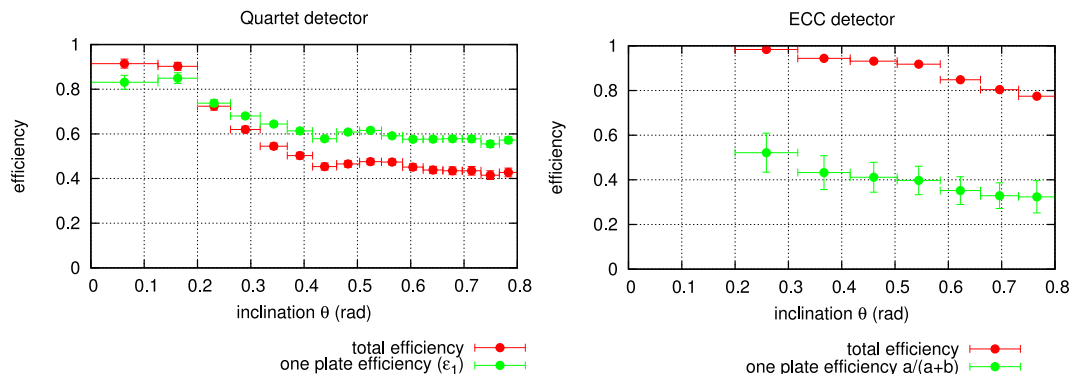 Quartet detector
efficiency
1
0.8
0.6
0.4
0.2
0
0 0.1 0.2 0.3 0.4 0.5 0.6 0.7 0.8
inclination θ (rad)
total efficiency
one plate efficiency (ε₁)
ECC detector
efficiency
1
0.8
0.6
0.4
0.2
0
0 0.1 0.2 0.3 0.4 0.5 0.6 0.7 0.8
inclination θ (rad)
total efficiency
one plate efficiency a/(a+b)